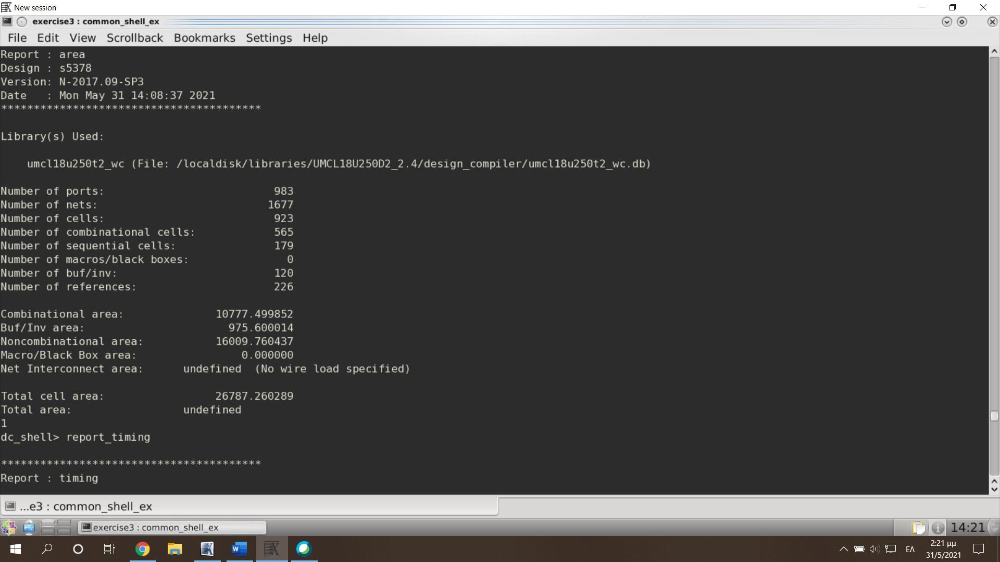 New session
exercise3 : common_shell_ex
File Edit View Scrollback Bookmarks Settings Help
Report : area
Design : s5378
Version: N-2017.09-SP3
Date   : Mon May 31 14:08:37 2021
****************************************
Library(s) Used:
    umcl18u250t2_wc (File: /localdisk/libraries/UMCL18U250D2_2.4/design_compiler/umcl18u250t2_wc.db)
Number of ports:                          983
Number of nets:                          1677
Number of cells:                          923
Number of combinational cells:            565
Number of sequential cells:               179
Number of macros/black boxes:               0
Number of buf/inv:                        120
Number of references:                     226
Combinational area:              10777.499852
Buf/Inv area:                      975.600014
Noncombinational area:           16009.760437
Macro/Black Box area:                0.000000
Net Interconnect area:      undefined  (No wire load specified)
Total cell area:                 26787.260289
Total area:                 undefined
1
dc_shell> report_timing
****************************************
Report : timing
...e3 : common_shell_ex
exercise3 : common_shell_ex
14:21
ΕΛ
2:21 μμ
31/5/2021